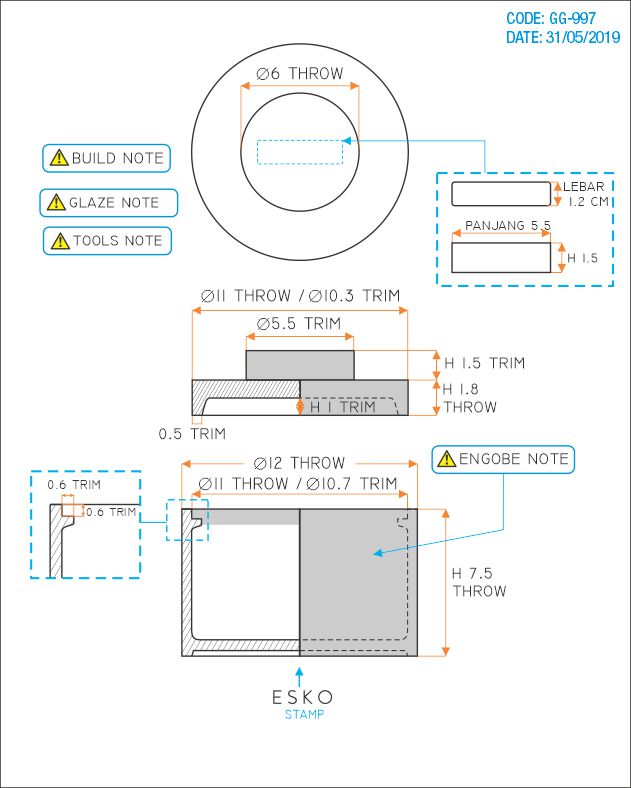 CODE: GG-997
DATE: 31/05/2019
Ø6 THROW
BUILD NOTE
GLAZE NOTE
TOOLS NOTE
LEBAR
1.2 CM
PANJANG 5.5
H 1.5
Ø11 THROW / Ø10.3 TRIM
Ø5.5 TRIM
H 1.5 TRIM
H 1.8
THROW
H 1 TRIM
0.5 TRIM
Ø12 THROW
ENGOBE NOTE
Ø11 THROW / Ø10.7 TRIM
0.6 TRIM
0.6 TRIM
H 7.5
THROW
ESKO
STAMP